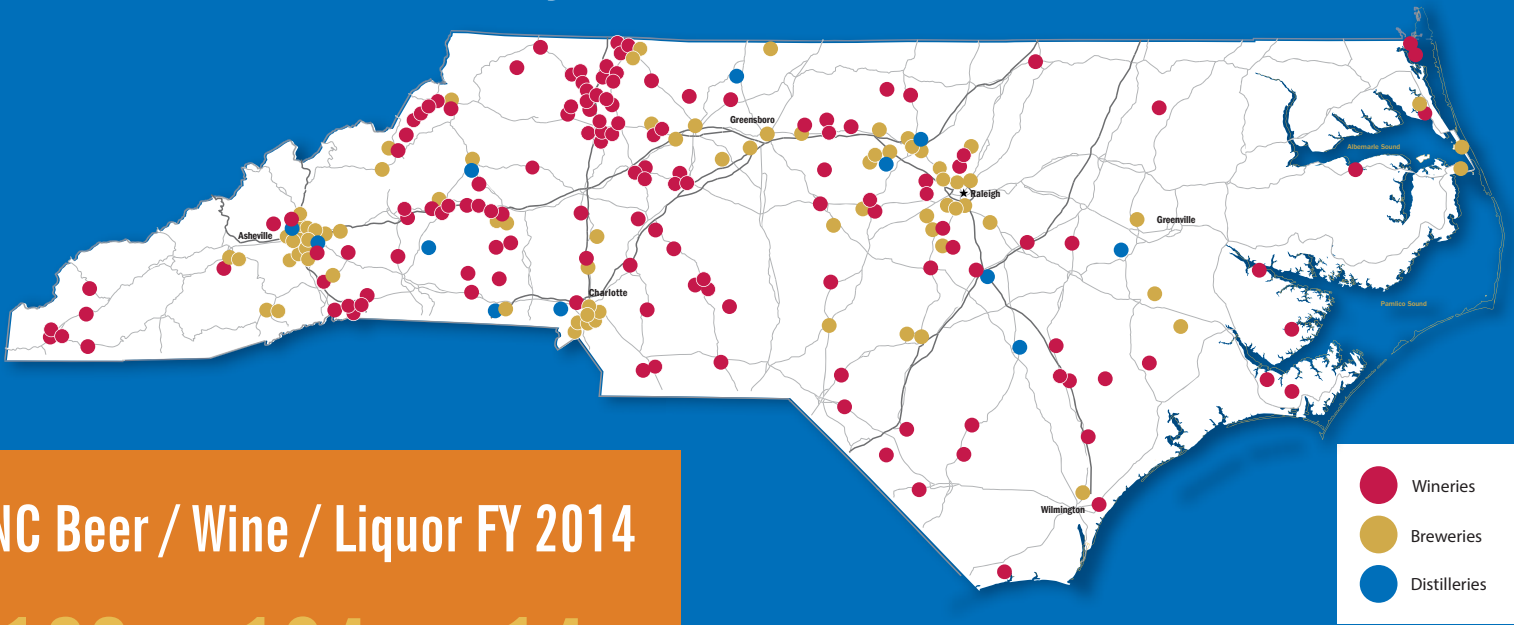 Greensboro
Albemarle Sound
Raleigh
Greenville
Asheville
Charlotte
Pamlico Sound
Wilmington
NC Beer / Wine / Liquor FY 2014
Wineries
Breweries
Distilleries